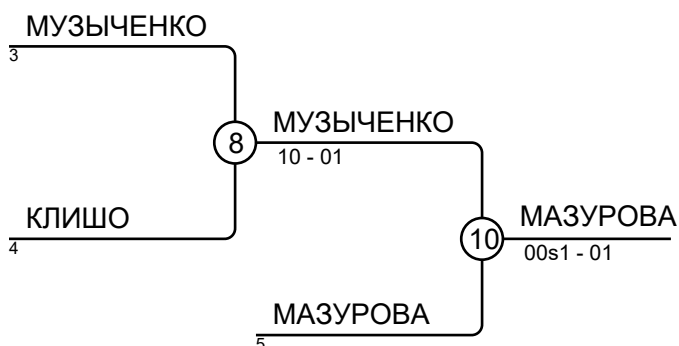 МУЗЫЧЕНКО
3
МУЗЫЧЕНКО
8
10 - 01
КЛИШО
4
МАЗУРОВА
10
00s1 - 01
МАЗУРОВА
5